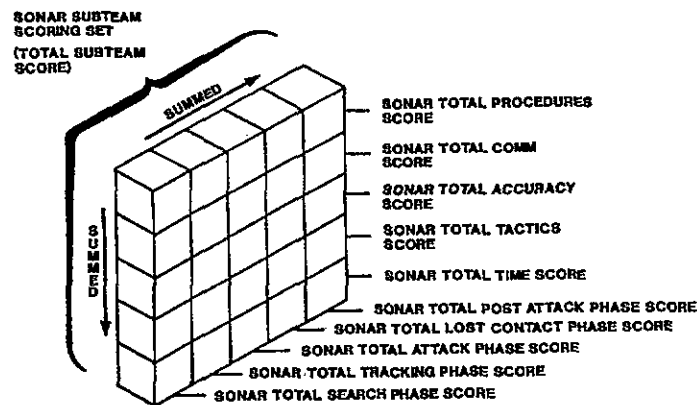 SONAR SUBTEAM
SCORING SET
(TOTAL SUBTEAM
SCORE)
SUMMED
SUMMED
SONAR TOTAL PROCEDURES
SCORE
SONAR TOTAL COMM
SCORE
SONAR TOTAL ACCURACY
SCORE
SONAR TOTAL TACTICS
SCORE
SONAR TOTAL TIME SCORE
SONAR TOTAL POST ATTACK PHASE SCORE
SONAR TOTAL LOST CONTACT PHASE SCORE
SONAR TOTAL ATTACK PHASE SCORE
SONAR TOTAL TRACKING PHASE SCORE
SONAR TOTAL SEARCH PHASE SCORE